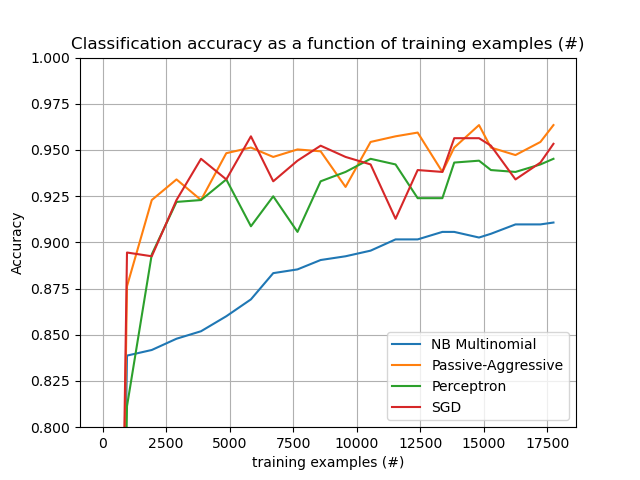 Classification accuracy as a function of training examples (#)
1.000
0.975
0.950
0.925
0.900
0.875
0.850
0.825
0.800
Accuracy
NB Multinomial
Passive-Aggressive
Perceptron
SGD
0 2500 5000 7500 10000 12500 15000 17500
training examples (#)